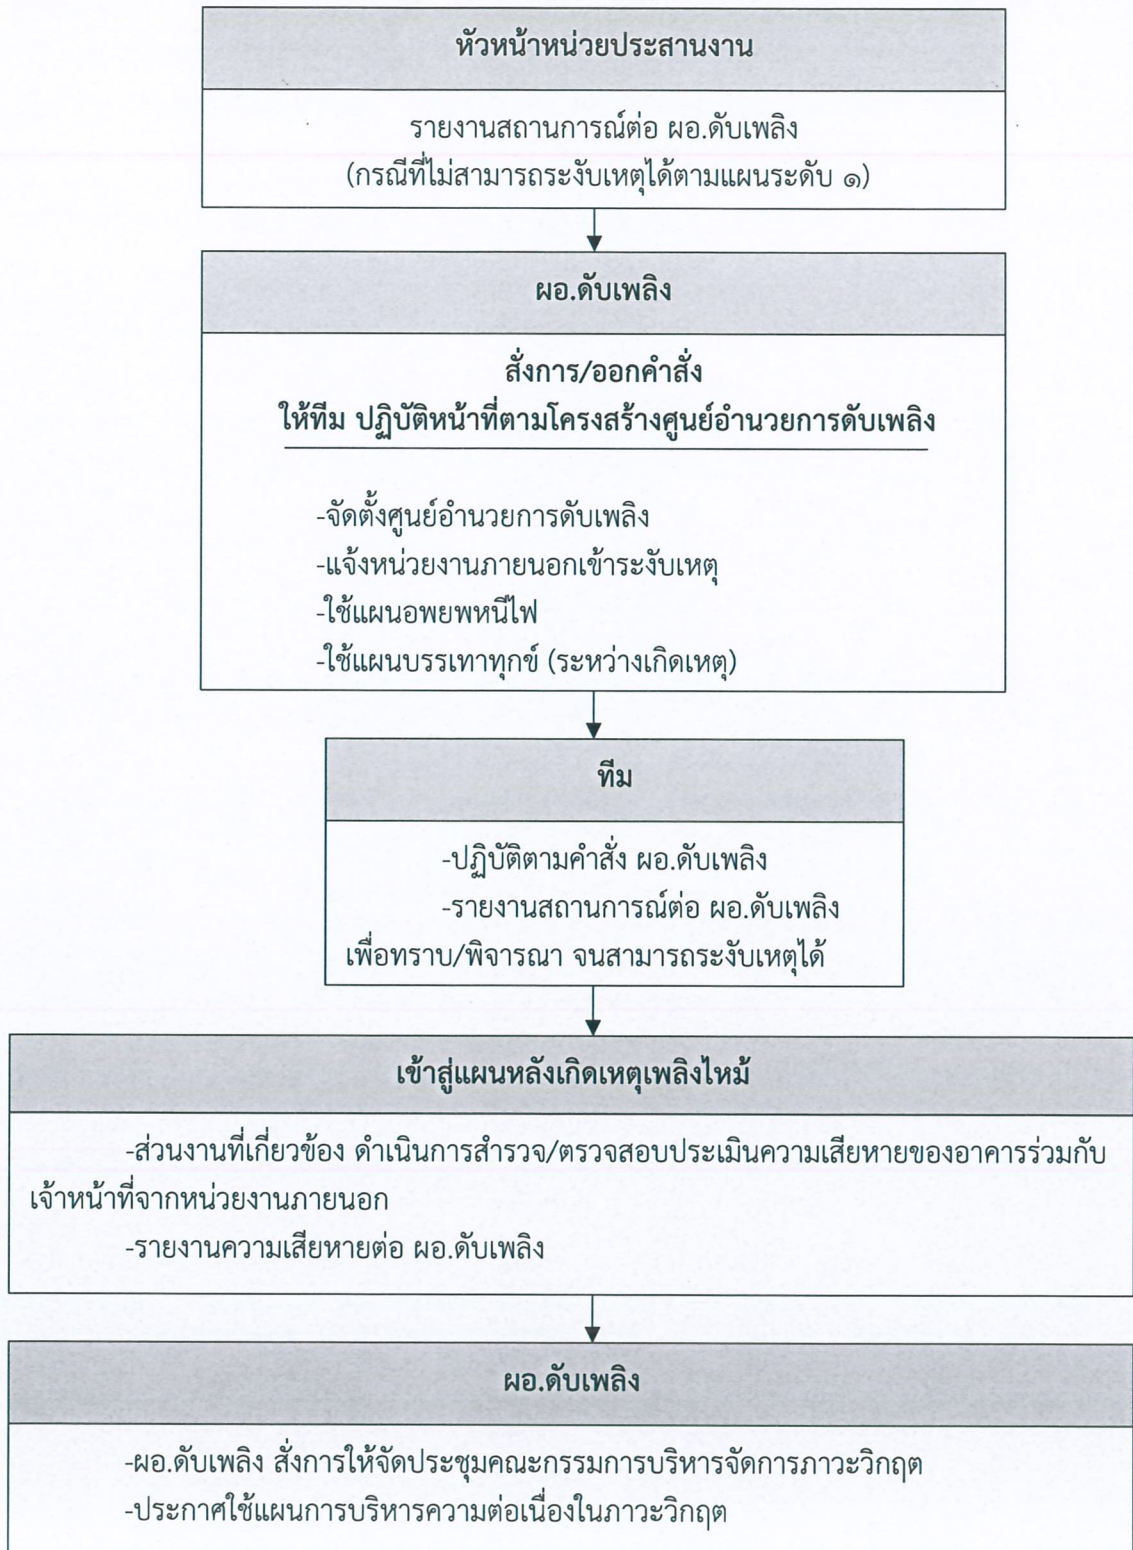 หัวหน้าหน่วยประสานงาน
รายงานสถานการณ์ต่อ ผอ.ดับเพลิง
(กรณีที่ไม่สามารถระงับเหตุได้ตามแผนระดับ ๑)
ผอ.ดับเพลิง
สั่งการ/ออกคำสั่ง
ให้ทีม ปฏิบัติหน้าที่ตามโครงสร้างศูนย์อำนวยการดับเพลิง
-จัดตั้งศูนย์อำนวยการดับเพลิง
-แจ้งหน่วยงานภายนอกเข้าระงับเหตุ
-ใช้แผนอพยพหนีไฟ
-ใช้แผนบรรเทาทุกข์ (ระหว่างเกิดเหตุ)
ทีม
-ปฏิบัติตามคำสั่ง ผอ.ดับเพลิง
-รายงานสถานการณ์ต่อ ผอ.ดับเพลิง
เพื่อทราบ/พิจารณา จนสามารถระงับเหตุได้
เข้าสู่แผนหลังเกิดเหตุเพลิงไหม้
-ส่วนงานที่เกี่ยวข้อง ดำเนินการสำรวจ/ตรวจสอบประเมินความเสียหายของอาคารร่วมกับ
เจ้าหน้าที่จากหน่วยงานภายนอก
-รายงานความเสียหายต่อ ผอ.ดับเพลิง
ผอ.ดับเพลิง
-ผอ.ดับเพลิง สั่งการให้จัดประชุมคณะกรรมการบริหารจัดการภาวะวิกฤต
-ประกาศใช้แผนการบริหารความต่อเนื่องในภาวะวิกฤต